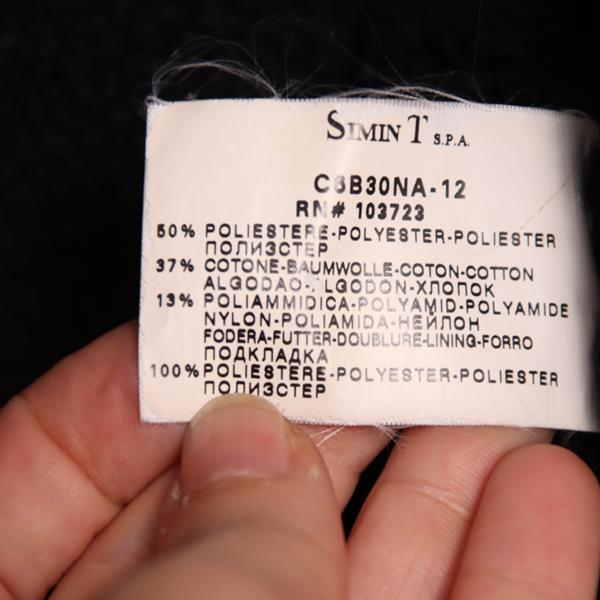 SIMIN T S.P.A.
C6B30NA-12
RN# 103723
50% POLIESTERE-POLYESTER-POLIESTER
ПОЛИЭСТЕР
37% COTONE-BAUMWOLLE-COTON-COTTON
ALGODAO-ALGODON-ХЛОПОК
13% POLIAMMIDICA-POLYAMID-POLYAMIDE
NYLON-POLIAMIDA-НЕЙЛОН
FODERA-FUTTER-DOUBLURE-LINING-FORRO
ПОДКЛАДКА
100% POLIESTERE-POLYESTER-POLIESTER
ПОЛИЭСТЕР